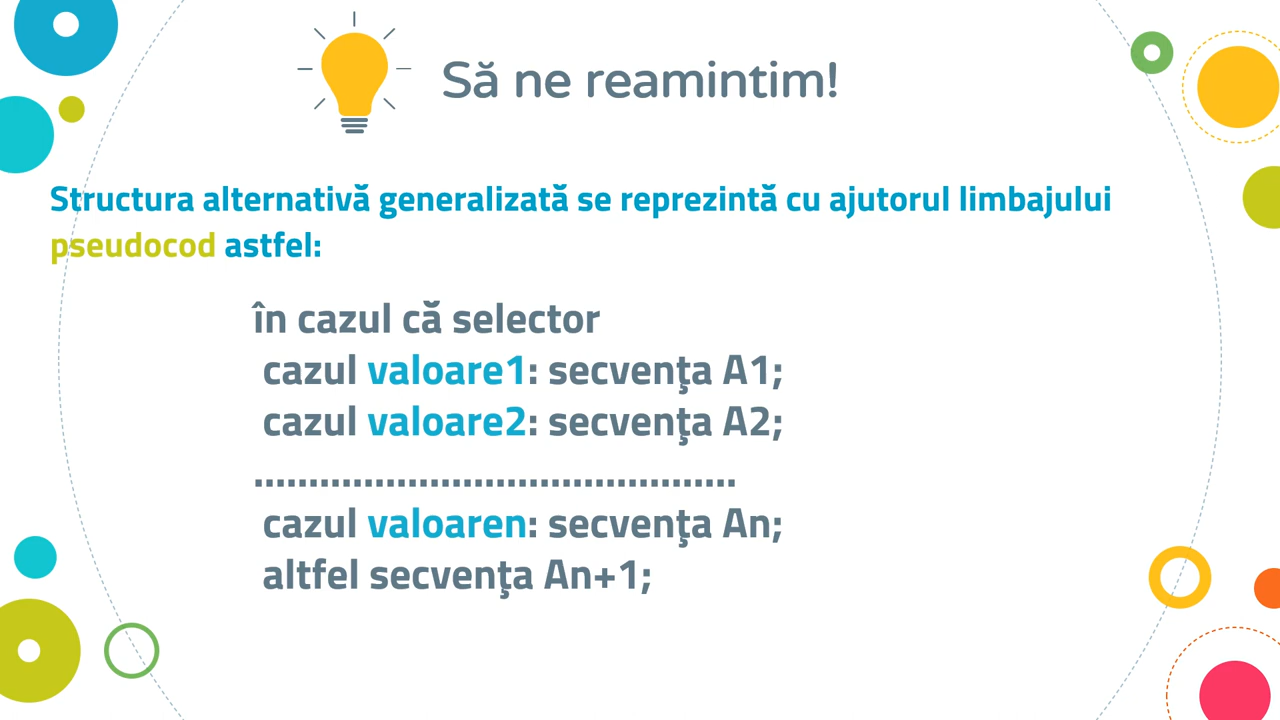 Să ne reamintim!
Structura alternativă generalizată se reprezintă cu ajutorul limbajului
pseudocod astfel:
în cazul că selector
cazul valoare1: secvenţa A1;
cazul valoare2: secvenţa A2;
............................................
cazul valoaren: secvenţa An;
altfel secvenţa An+1;